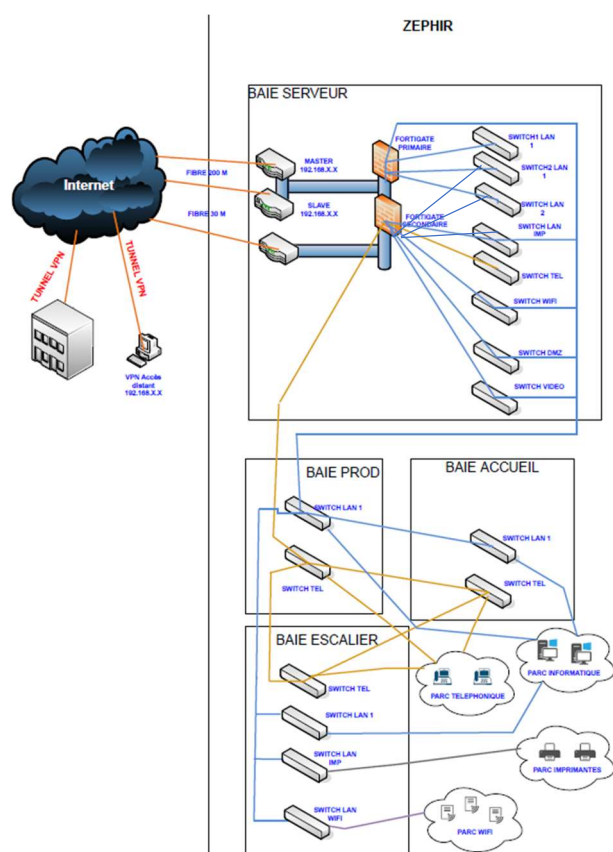 ZEPHIR
BAIE SERVEUR
FORTIGATE
PRIMAIRE
SWITCH1 LAN
1
MASTER
192.168.X.X
FIBRE 200 M
SWITCH2 LAN
1
Internet
SLAVE
192.168.X.X
SWITCH LAN
2
FIBRE 30 M
FORTIGATE
SECONDAIRE
SWITCH LAN
IMP
TUNNEL VPN
TUNNEL VPN
SWITCH TEL
SWITCH WIFI
SWITCH DMZ
VPN Accès
distant
192.168.X.X
SWITCH VIDEO
BAIE PROD
BAIE ACCUEIL
SWITCH LAN 1
SWITCH LAN 1
SWITCH TEL
SWITCH TEL
BAIE ESCALIER
SWITCH TEL
PARC TELEPHONIQUE
PARC INFORMATIQUE
SWITCH LAN 1
SWITCH LAN
IMP
PARC IMPRIMANTES
SWITCH LAN
WIFI
PARC WIFI